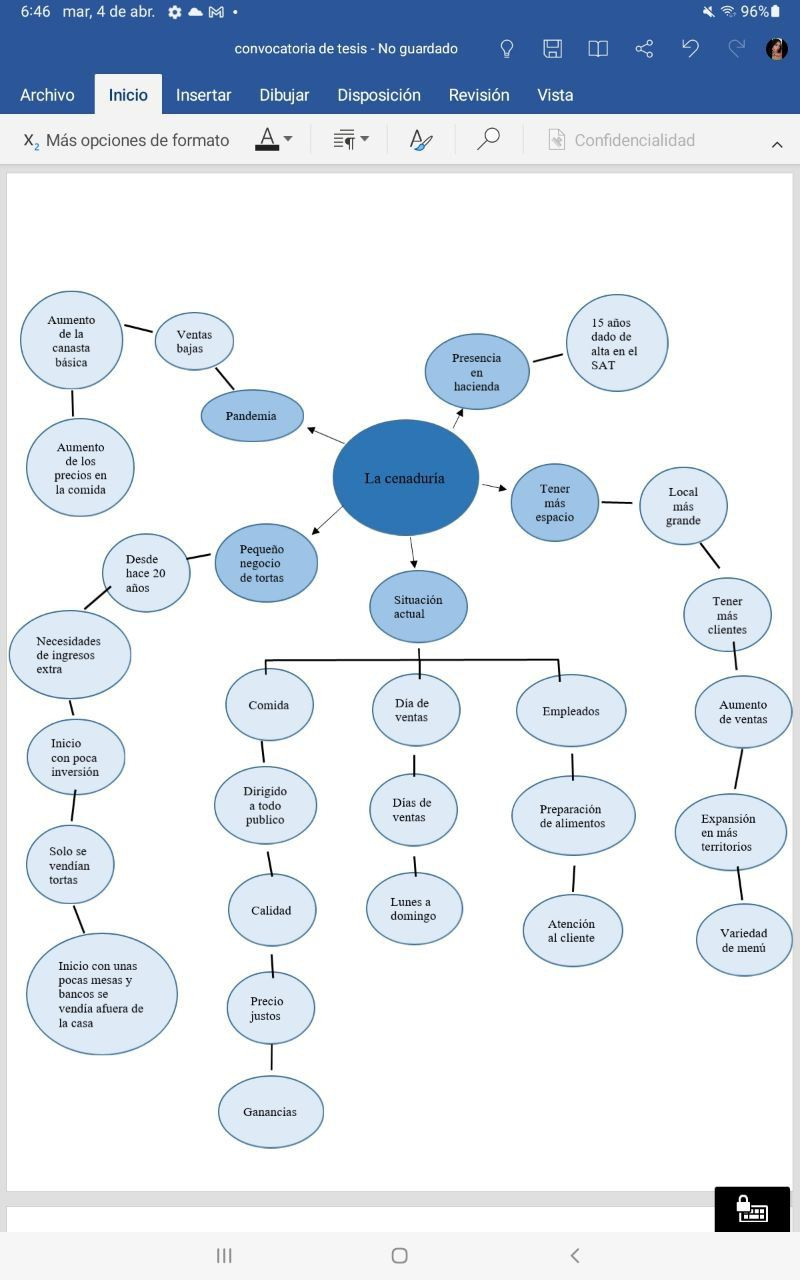 6:46 mar, 4 de abr.
96%
convocatoria de tesis - No guardado
Archivo
Inicio
Insertar
Dibujar
Disposición
Revisión
Vista
X2 Más opciones de formato
A
Confidencialidad
Aumento
de la
canasta
básica
Ventas
bajas
Pandemia
Aumento
de los
precios en
la comida
Presencia
en
hacienda
15 años
dado de
alta en el
SAT
La cenaduría
Tener
más
espacio
Local
más
grande
Tener
más
clientes
Aumento
de ventas
Expansión
en más
territorios
Variedad
de menú
Pequeño
negocio
de tortas
Desde
hace 20
años
Necesidades
de ingresos
extra
Inicio
con poca
inversión
Solo se
vendían
tortas
Inicio con unas
pocas mesas y
bancos se
vendía afuera de
la casa
Situación
actual
Comida
Dirigido
a todo
publico
Calidad
Precio
justos
Ganancias
Día de
ventas
Días de
ventas
Lunes a
domingo
Empleados
Preparación
de alimentos
Atención
al cliente